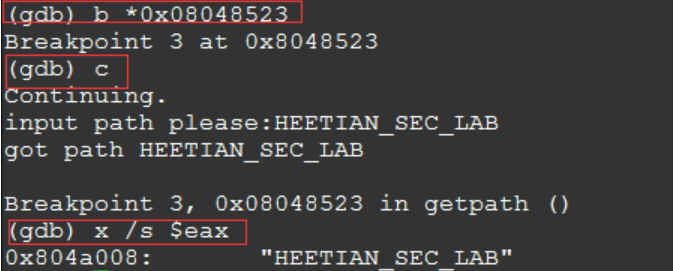 (gdb) b *0x08048523
Breakpoint 3 at 0x8048523
(gdb) c
Continuing.
input path please:HEETIAN_SEC_LAB
got path HEETIAN_SEC_LAB
Breakpoint 3, 0x08048523 in getpath ()
(gdb) x /s $eax
0x804a008: "HEETIAN_SEC_LAB"